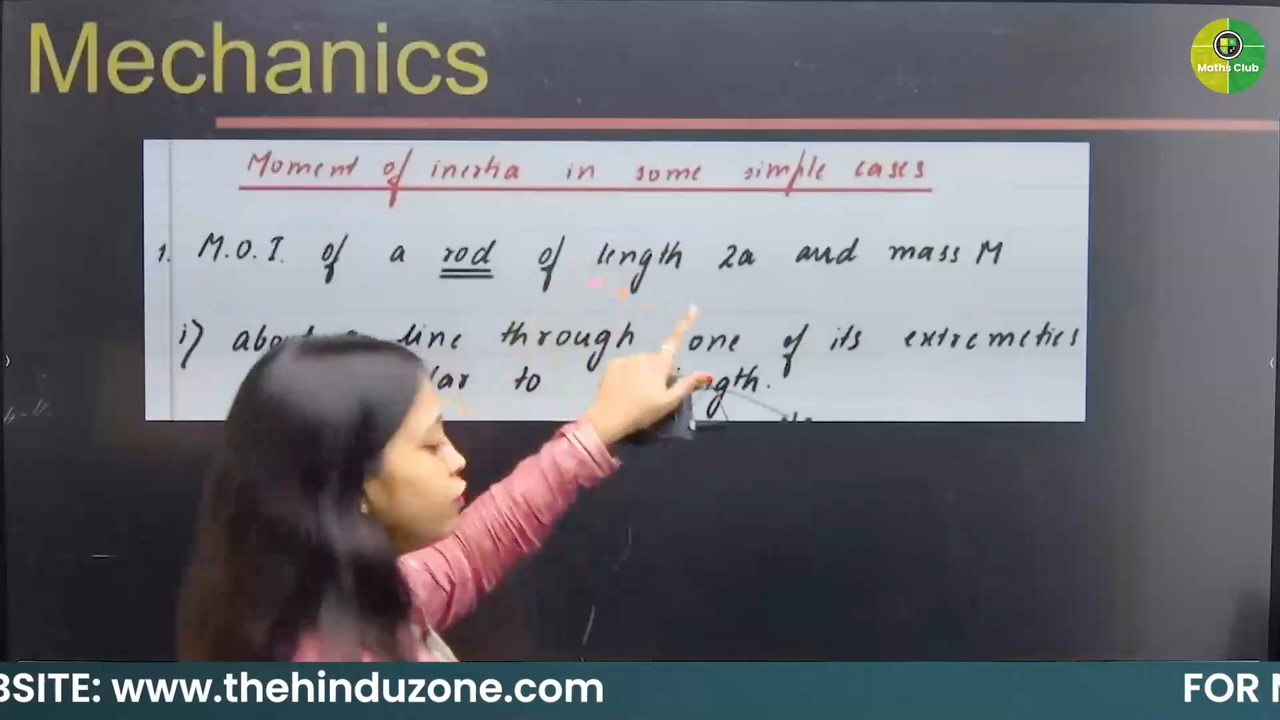 Mechanics
Maths Club
Moment of inertia in some simple cases
1. M.O.I. of a rod of length 2a and mass M
i) line through one of its extremeties
to
BSITE: www.thehinduzone.com
FOR